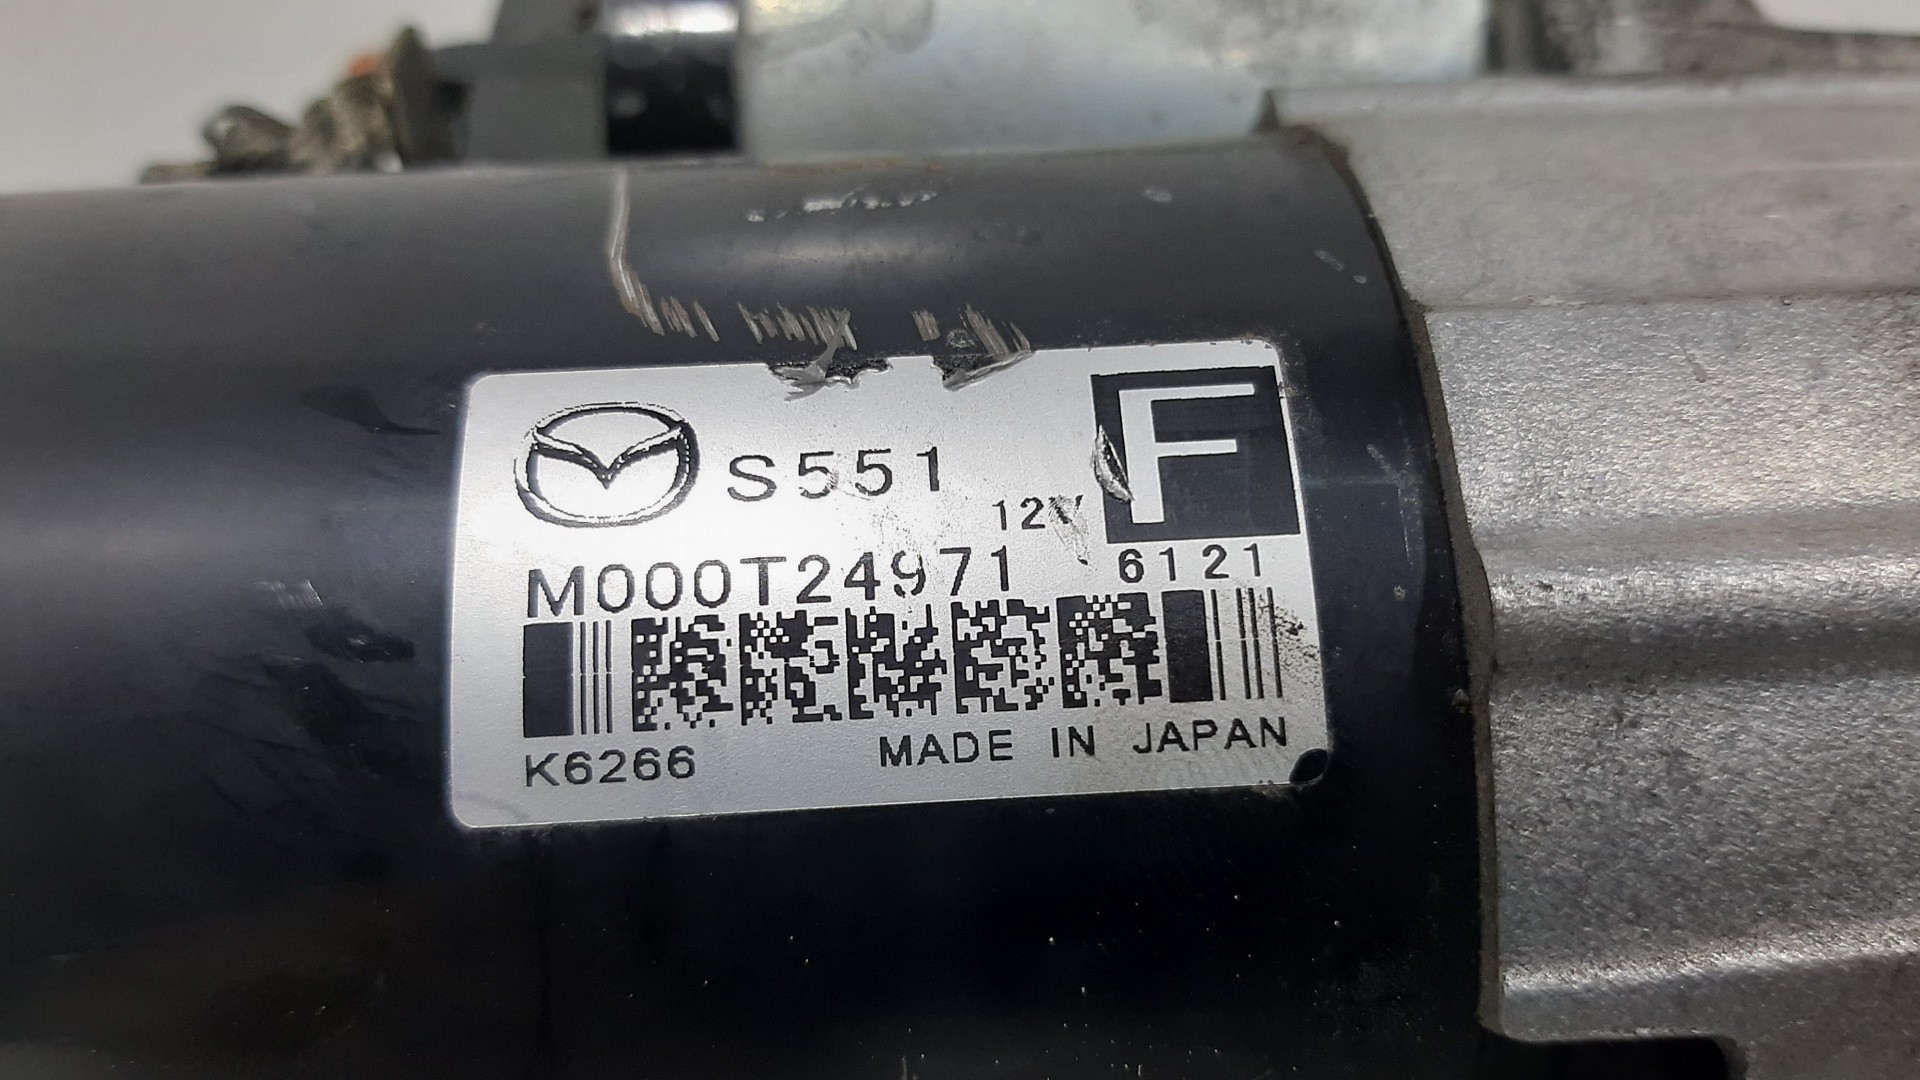 S551
F
12V
M000T24971
6121
K6266
MADE IN JAPAN